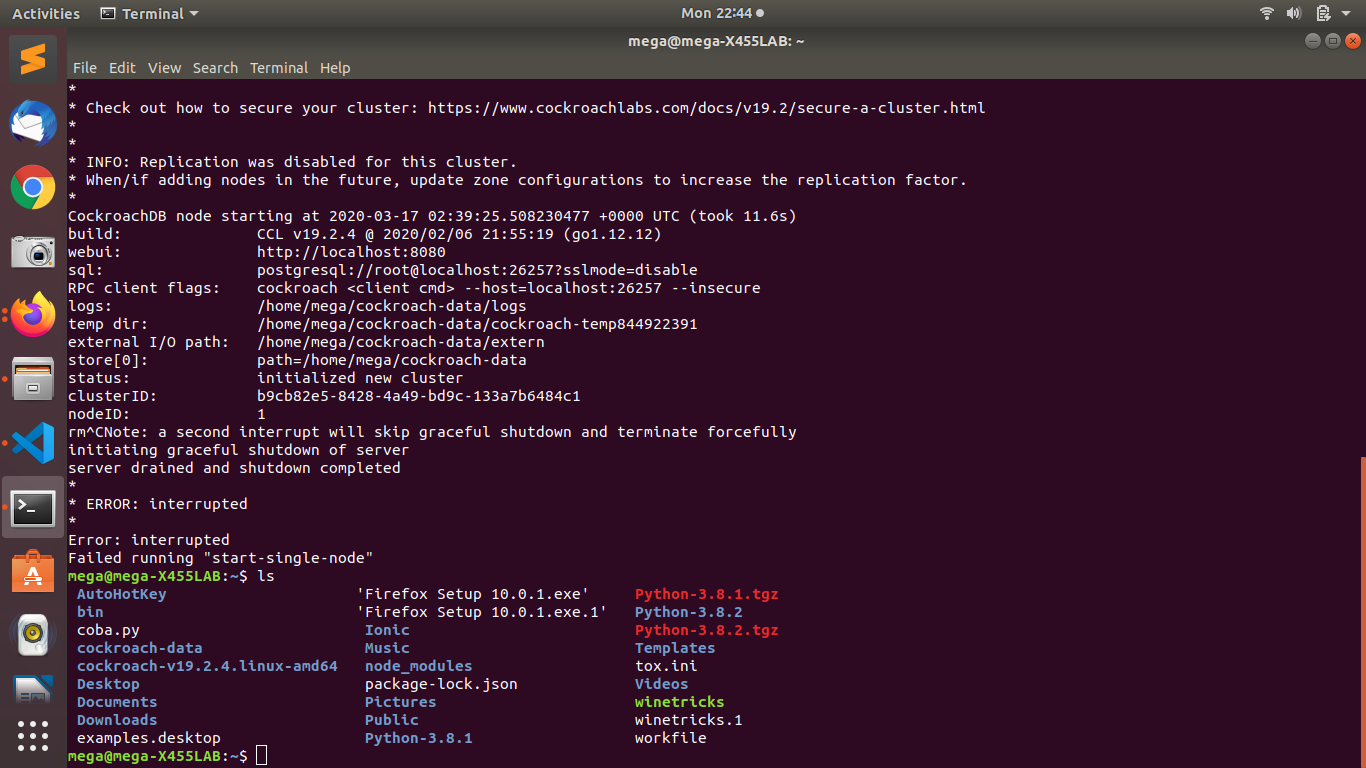 Activities Terminal Mon 22:44
mega@mega-X455LAB: ~
File Edit View Search Terminal Help
*
* Check out how to secure your cluster: https://www.cockroachlabs.com/docs/v19.2/secure-a-cluster.html
*
*
* INFO: Replication was disabled for this cluster.
* When/if adding nodes in the future, update zone configurations to increase the replication factor.
*
CockroachDB node starting at 2020-03-17 02:39:25.508230477 +0000 UTC (took 11.6s)
build: CCL v19.2.4 @ 2020/02/06 21:55:19 (go1.12.12)
webui: http://localhost:8080
sql: postgresql://root@localhost:26257?sslmode=disable
RPC client flags: cockroach <client cmd> --host=localhost:26257 --insecure
logs: /home/mega/cockroach-data/logs
temp dir: /home/mega/cockroach-data/cockroach-temp844922391
external I/O path: /home/mega/cockroach-data/extern
store[0]: path=/home/mega/cockroach-data
status: initialized new cluster
clusterID: b9cb82e5-8428-4a49-bd9c-133a7b6484c1
nodeID: 1
rm^CNote: a second interrupt will skip graceful shutdown and terminate forcefully
initiating graceful shutdown of server
server drained and shutdown completed
*
* ERROR: interrupted
*
Error: interrupted
Failed running "start-single-node"
mega@mega-X455LAB:~$ ls
AutoHotKey 'Firefox Setup 10.0.1.exe' Python-3.8.1.tgz
bin 'Firefox Setup 10.0.1.exe.1' Python-3.8.2
coba.py Ionic Python-3.8.2.tgz
cockroach-data Music Templates
cockroach-v19.2.4.linux-amd64 node_modules tox.ini
Desktop package-lock.json Videos
Documents Pictures winetricks
Downloads Public winetricks.1
examples.desktop Python-3.8.1 workfile
mega@mega-X455LAB:~$